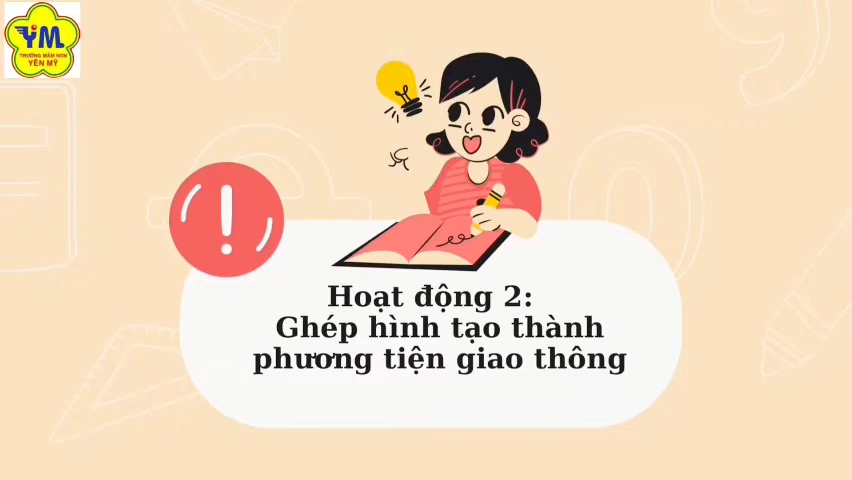 YM
TRƯỜNG MẦM NON
YÊN MỸ
Hoạt động 2:
Ghép hình tạo thành
phương tiện giao thông